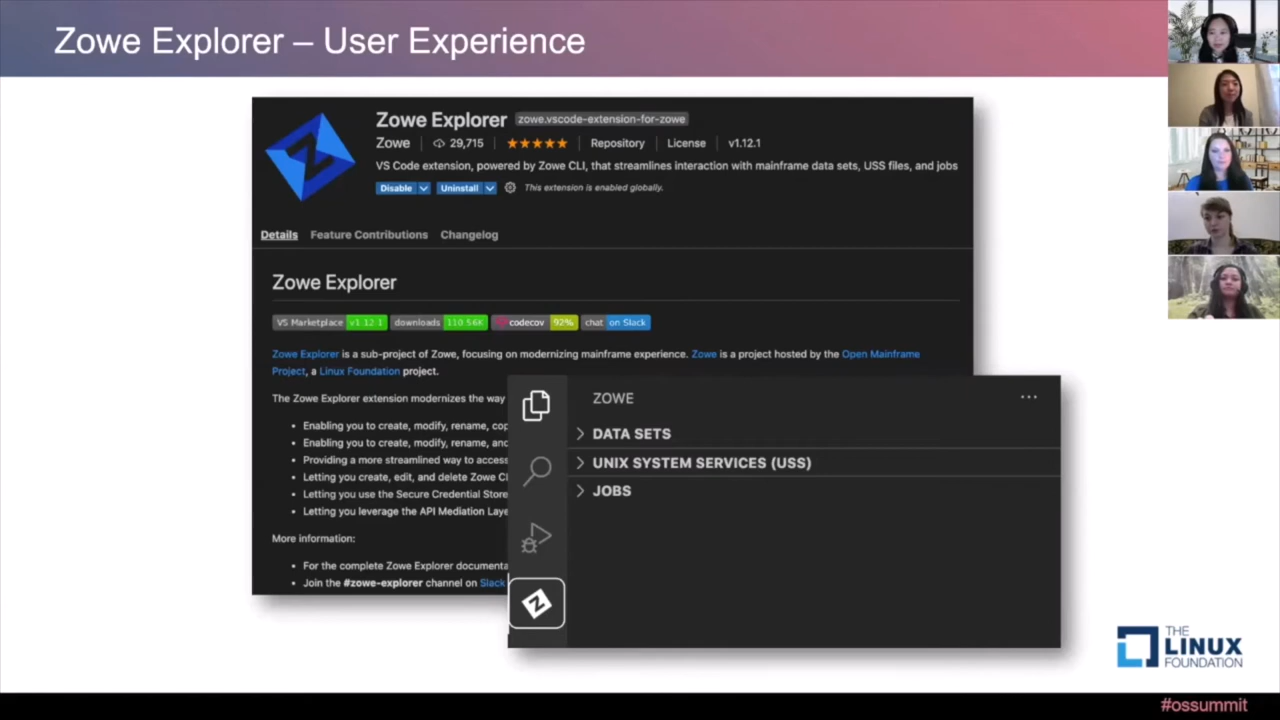 Zowe Explorer – User Experience
Zowe Explorer zowe.vscode-extension-for-zowe
Zowe 29,715 Repository License v1.12.1
VS Code extension, powered by Zowe CLI, that streamlines interaction with mainframe data sets, USS files, and jobs
Disable Uninstall This extension is enabled globally.
Details Feature Contributions Changelog
Zowe Explorer
VS Marketplace v1.12.1 downloads 110.56K codecov 92% chat on Slack
Zowe Explorer is a sub-project of Zowe, focusing on modernizing mainframe experience. Zowe is a project hosted by the Open Mainframe
Project, a Linux Foundation project.
The Zowe Explorer extension modernizes the way
• Enabling you to create, modify, rename, cop
• Enabling you to create, modify, rename, and
• Providing a more streamlined way to access
• Letting you create, edit, and delete Zowe CL
• Letting you use the Secure Credential Store
• Letting you leverage the API Mediation Laye
More information:
• For the complete Zowe Explorer documenta
• Join the #zowe-explorer channel on Slack
ZOWE ...
DATA SETS
UNIX SYSTEM SERVICES (USS)
JOBS
THE
LINUX
FOUNDATION
#ossummit